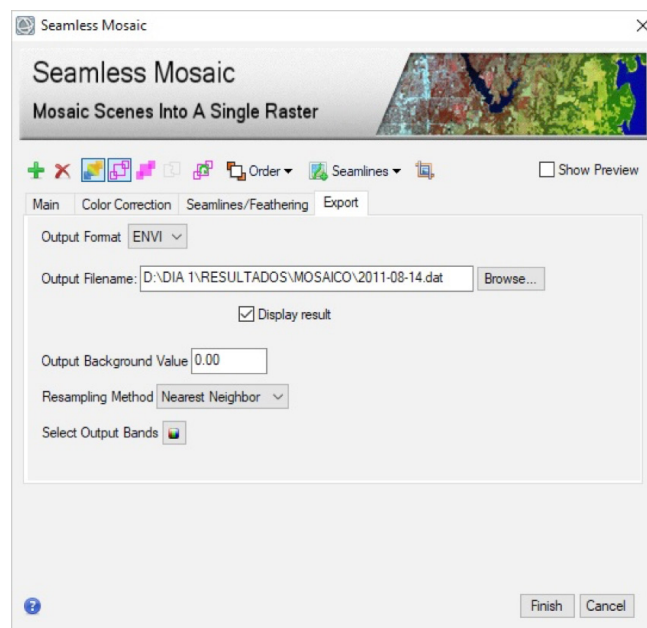 Seamless Mosaic
Seamless Mosaic
Mosaic Scenes Into A Single Raster
Order Seamlines Show Preview
Main Color Correction Seamlines/Feathering Export
Output Format ENVI
Output Filename: D:\DIA 1\RESULTADOS\MOSAICO\2011-08-14.dat Browse...
Display result
Output Background Value 0.00
Resampling Method Nearest Neighbor
Select Output Bands
Finish Cancel